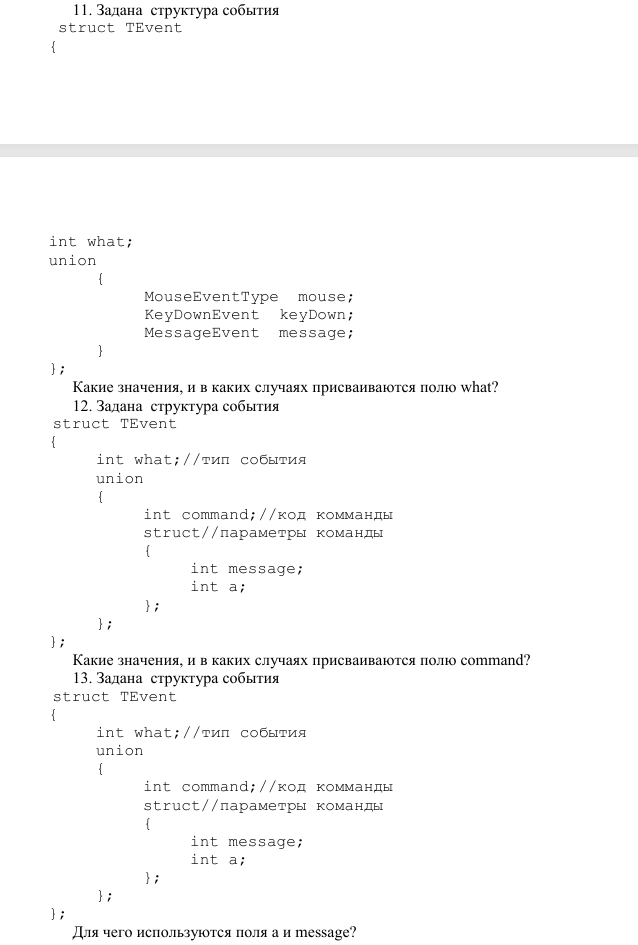 11. Задана структура события
struct TEvent
{
int what;
union
{
MouseEventType mouse;
KeyDownEvent keyDown;
MessageEvent message;
}
};
Какие значения, и в каких случаях присваиваются полю what?
12. Задана структура события
struct TEvent
{
int what;//тип события
union
{
int command;//код комманды
struct//параметры команды
{
int message;
int a;
};
};
};
Какие значения, и в каких случаях присваиваются полю command?
13. Задана структура события
struct TEvent
{
int what;//тип события
union
{
int command;//код комманды
struct//параметры команды
{
int message;
int a;
};
};
};
Для чего используются поля a и message?